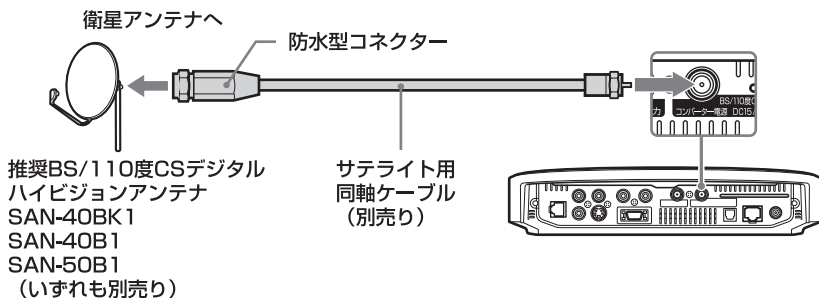 衛星アンテナへ
防水型コネクター
BS/110度C
力
コンバーター電源 DC15/
推奨BS/110度CSデジタル
ハイビジョンアンテナ
SAN-40BK1
SAN-40B1
SAN-50B1
（いずれも別売り）
サテライト用
同軸ケーブル
（別売り）